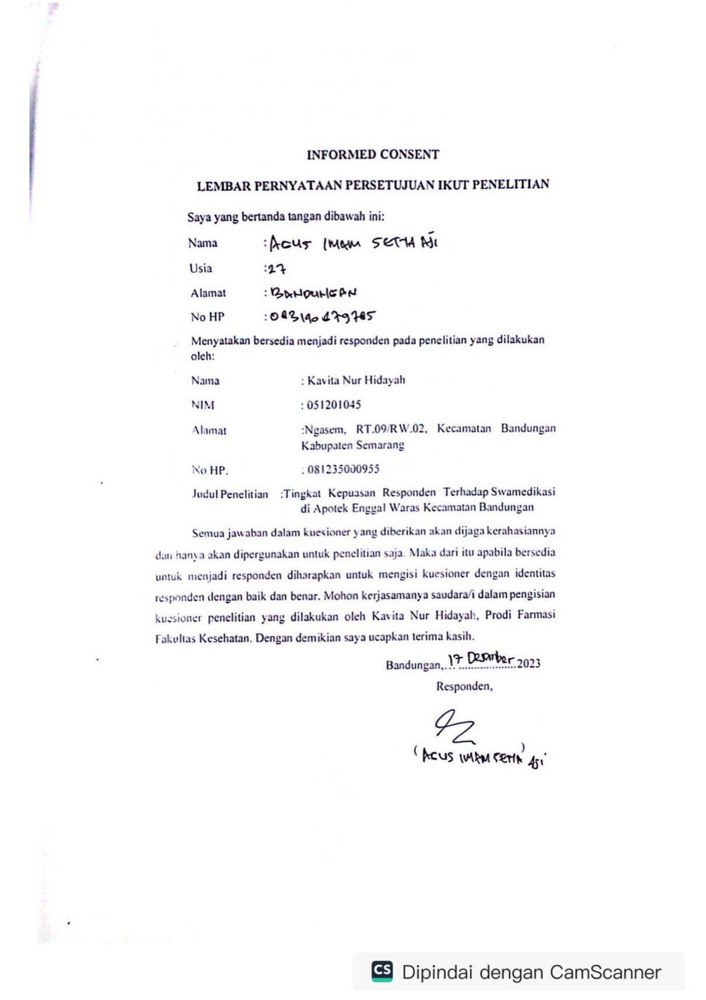 INFORMED CONSENT
LEMBAR PERNYATAAN PERSETUJUAN IKUT PENELITIAN
Saya yang bertanda tangan dibawah ini:
Nama : AGUS IMAM SETIA AJI
Usia : 27
Alamat : BANDUNGAN
No HP :
Menyatakan bersedia menjadi responden pada penelitian yang dilakukan
oleh:
Nama : Kavita Nur Hidayah
NIM : 051201045
Alamat :Ngasem, RT.09/RW.02, Kecamatan Bandungan
Kabupaten Semarang
No HP. : 081235000955
Judul Penelitian :Tingkat Kepuasan Responden Terhadap Swamedikasi
di Apotek Enggal Waras Kecamatan Bandungan
Semua jawaban dalam kuesioner yang diberikan akan dijaga kerahasiannya
dan hanya akan dipergunakan untuk penelitian saja. Maka dari itu apabila bersedia
untuk menjadi responden diharapkan untuk mengisi kuesioner dengan identitas
responden dengan baik dan benar. Mohon kerjasamanya saudara/i dalam pengisian
kuesioner penelitian yang dilakukan oleh Kavita Nur Hidayah, Prodi Farmasi
Fakultas Kesehatan. Dengan demikian saya ucapkan terima kasih.
Bandungan, 17 Desember 2023
Responden,
(AGUS IMAM SETIA AJI)
CS Dipindai dengan CamScanner